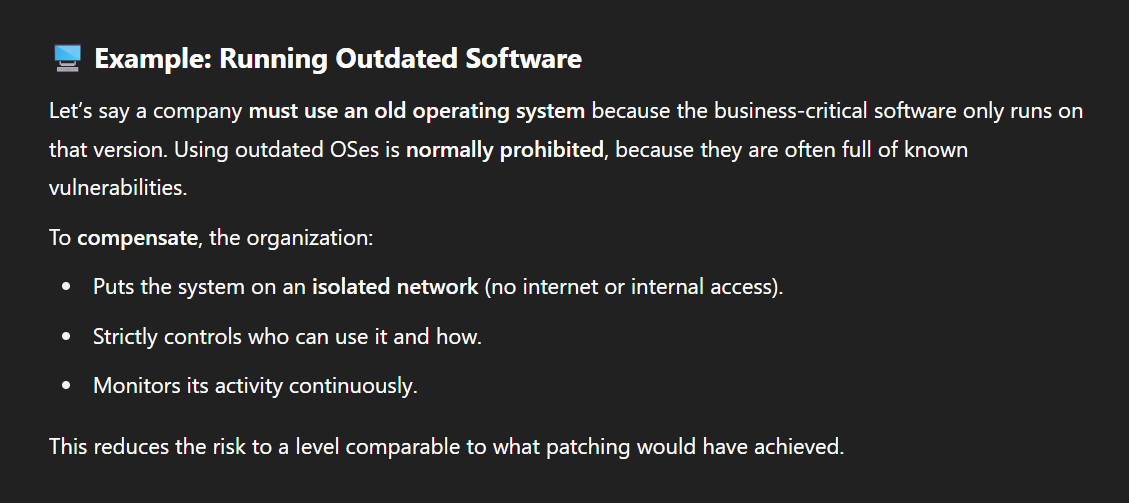 Example: Running Outdated Software
Let’s say a company must use an old operating system because the business-critical software only runs on
that version. Using outdated OSes is normally prohibited, because they are often full of known
vulnerabilities.
To compensate, the organization:
• Puts the system on an isolated network (no internet or internal access).
• Strictly controls who can use it and how.
• Monitors its activity continuously.
This reduces the risk to a level comparable to what patching would have achieved.